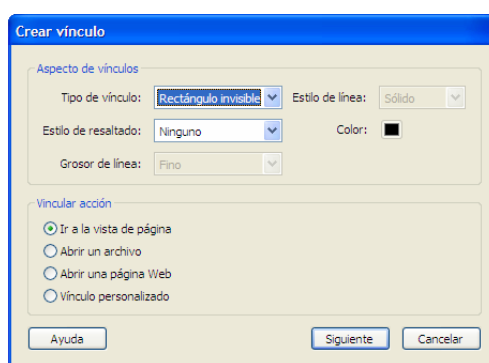 Crear vínculo
Aspecto de vínculos
Tipo de vínculo: Rectángulo invisible Estilo de línea: Sólido
Estilo de resaltado: Ninguno Color:
Grosor de línea: Fino
Vincular acción
Ir a la vista de página
Abrir un archivo
Abrir una página Web
Vínculo personalizado
Ayuda Siguiente Cancelar